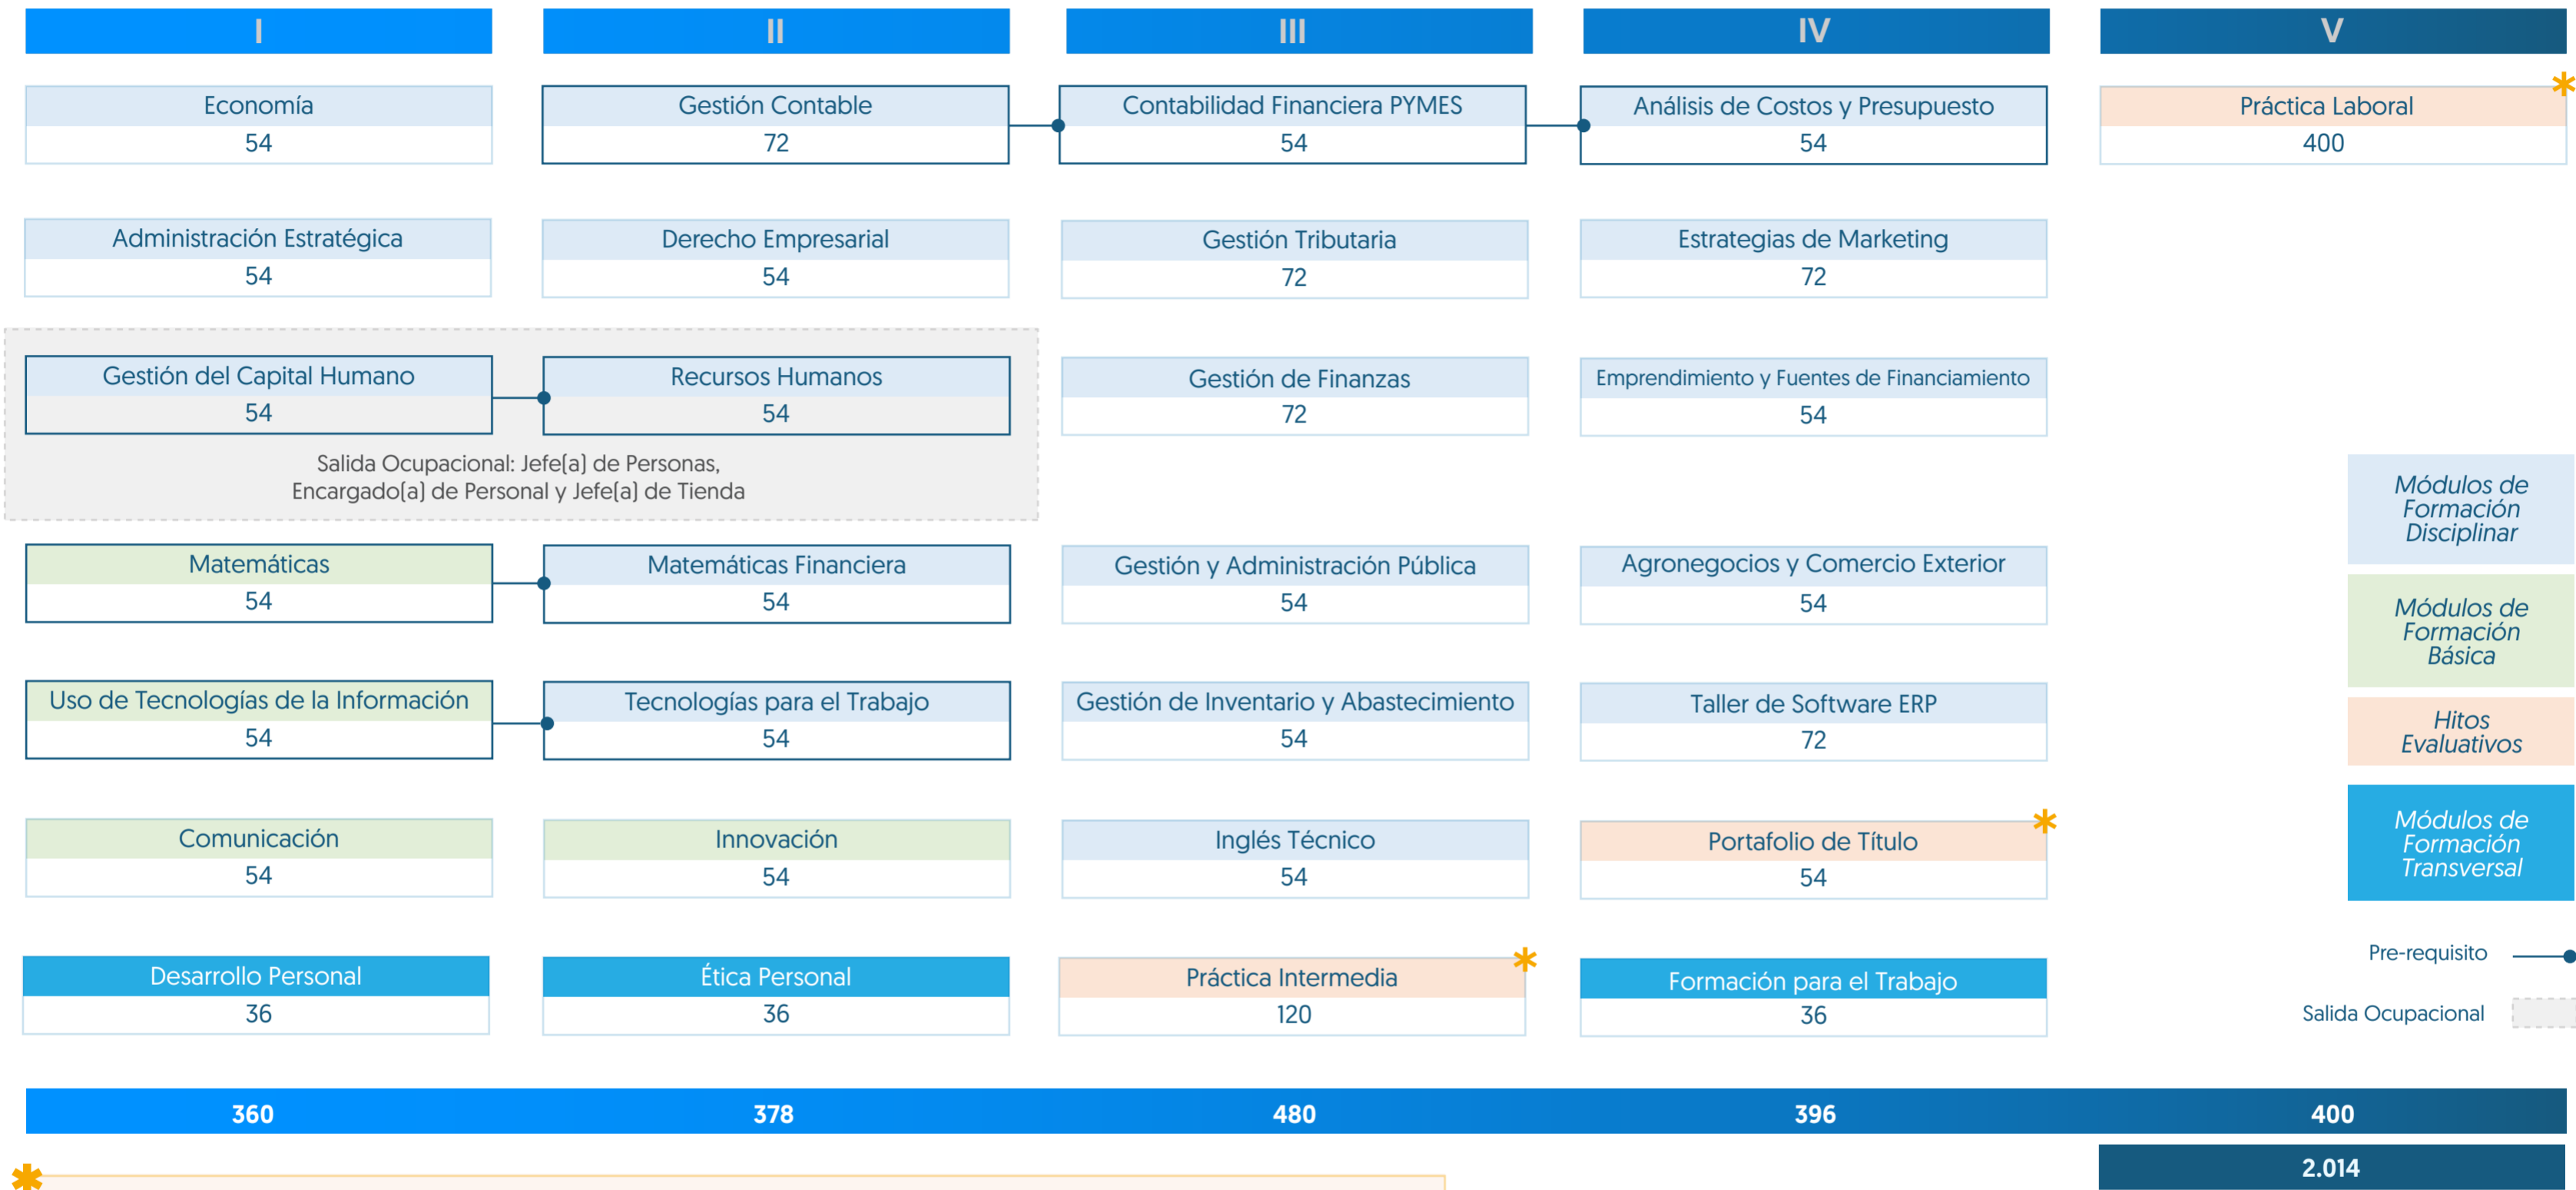 I
II
III
IV
V
Economía
54
Gestión Contable
72
Contabilidad Financiera PYMES
54
Análisis de Costos y Presupuesto
54
Práctica Laboral
400
Administración Estratégica
54
Derecho Empresarial
54
Gestión Tributaria
72
Estrategias de Marketing
72
Gestión del Capital Humano
54
Recursos Humanos
54
Gestión de Finanzas
72
Emprendimiento y Fuentes de Financiamiento
54
Salida Ocupacional: Jefe(a) de Personas,
Encargado(a) de Personal y Jefe(a) de Tienda
Matemáticas
54
Matemáticas Financiera
54
Gestión y Administración Pública
54
Agronegocios y Comercio Exterior
54
Uso de Tecnologías de la Información
54
Tecnologías para el Trabajo
54
Gestión de Inventario y Abastecimiento
54
Taller de Software ERP
72
Comunicación
54
Innovación
54
Inglés Técnico
54
Portafolio de Título
54
Desarrollo Personal
36
Ética Personal
36
Práctica Intermedia
120
Formación para el Trabajo
36
Módulos de
Formación
Disciplinar
Módulos de
Formación
Básica
Hitos
Evaluativos
Módulos de
Formación
Transversal
Pre-requisito
Salida Ocupacional
360
378
480
396
400
2.014